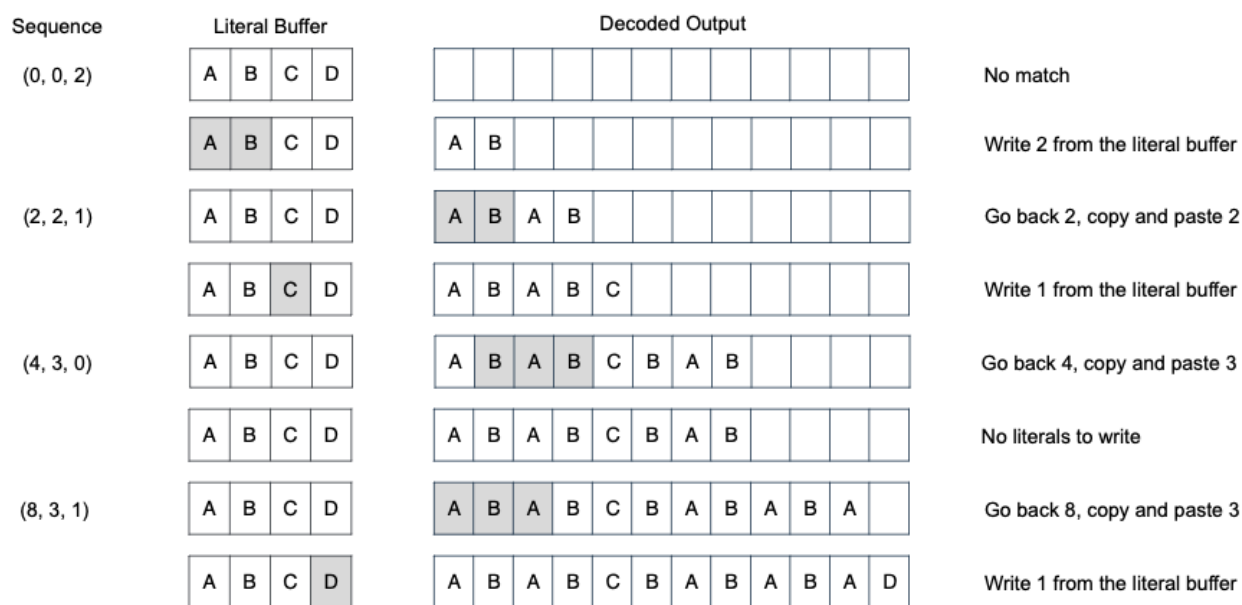 Sequence Literal Buffer Decoded Output
(0, 0, 2) A B C D No match
A B C D A B Write 2 from the literal buffer
(2, 2, 1) A B C D A B A B Go back 2, copy and paste 2
A B C D A B A B C Write 1 from the literal buffer
(4, 3, 0) A B C D A B A B C B A B Go back 4, copy and paste 3
A B C D A B A B C B A B No literals to write
(8, 3, 1) A B C D A B A B C B A B A B A Go back 8, copy and paste 3
A B C D A B A B C B A B A B A D Write 1 from the literal buffer